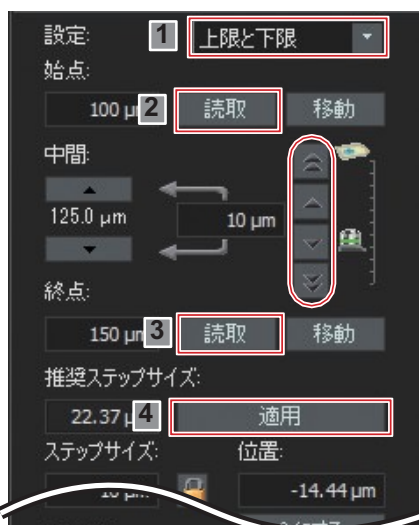 設定: 1 上限と下限
始点:
100 μ 2 読取 移動
中間:
125.0 μm 10 μm
終点:
150 μm 3 読取 移動
推奨ステップサイズ:
22.37 μ 4 適用
ステップサイズ: 位置:
10 μm -14.44 μm